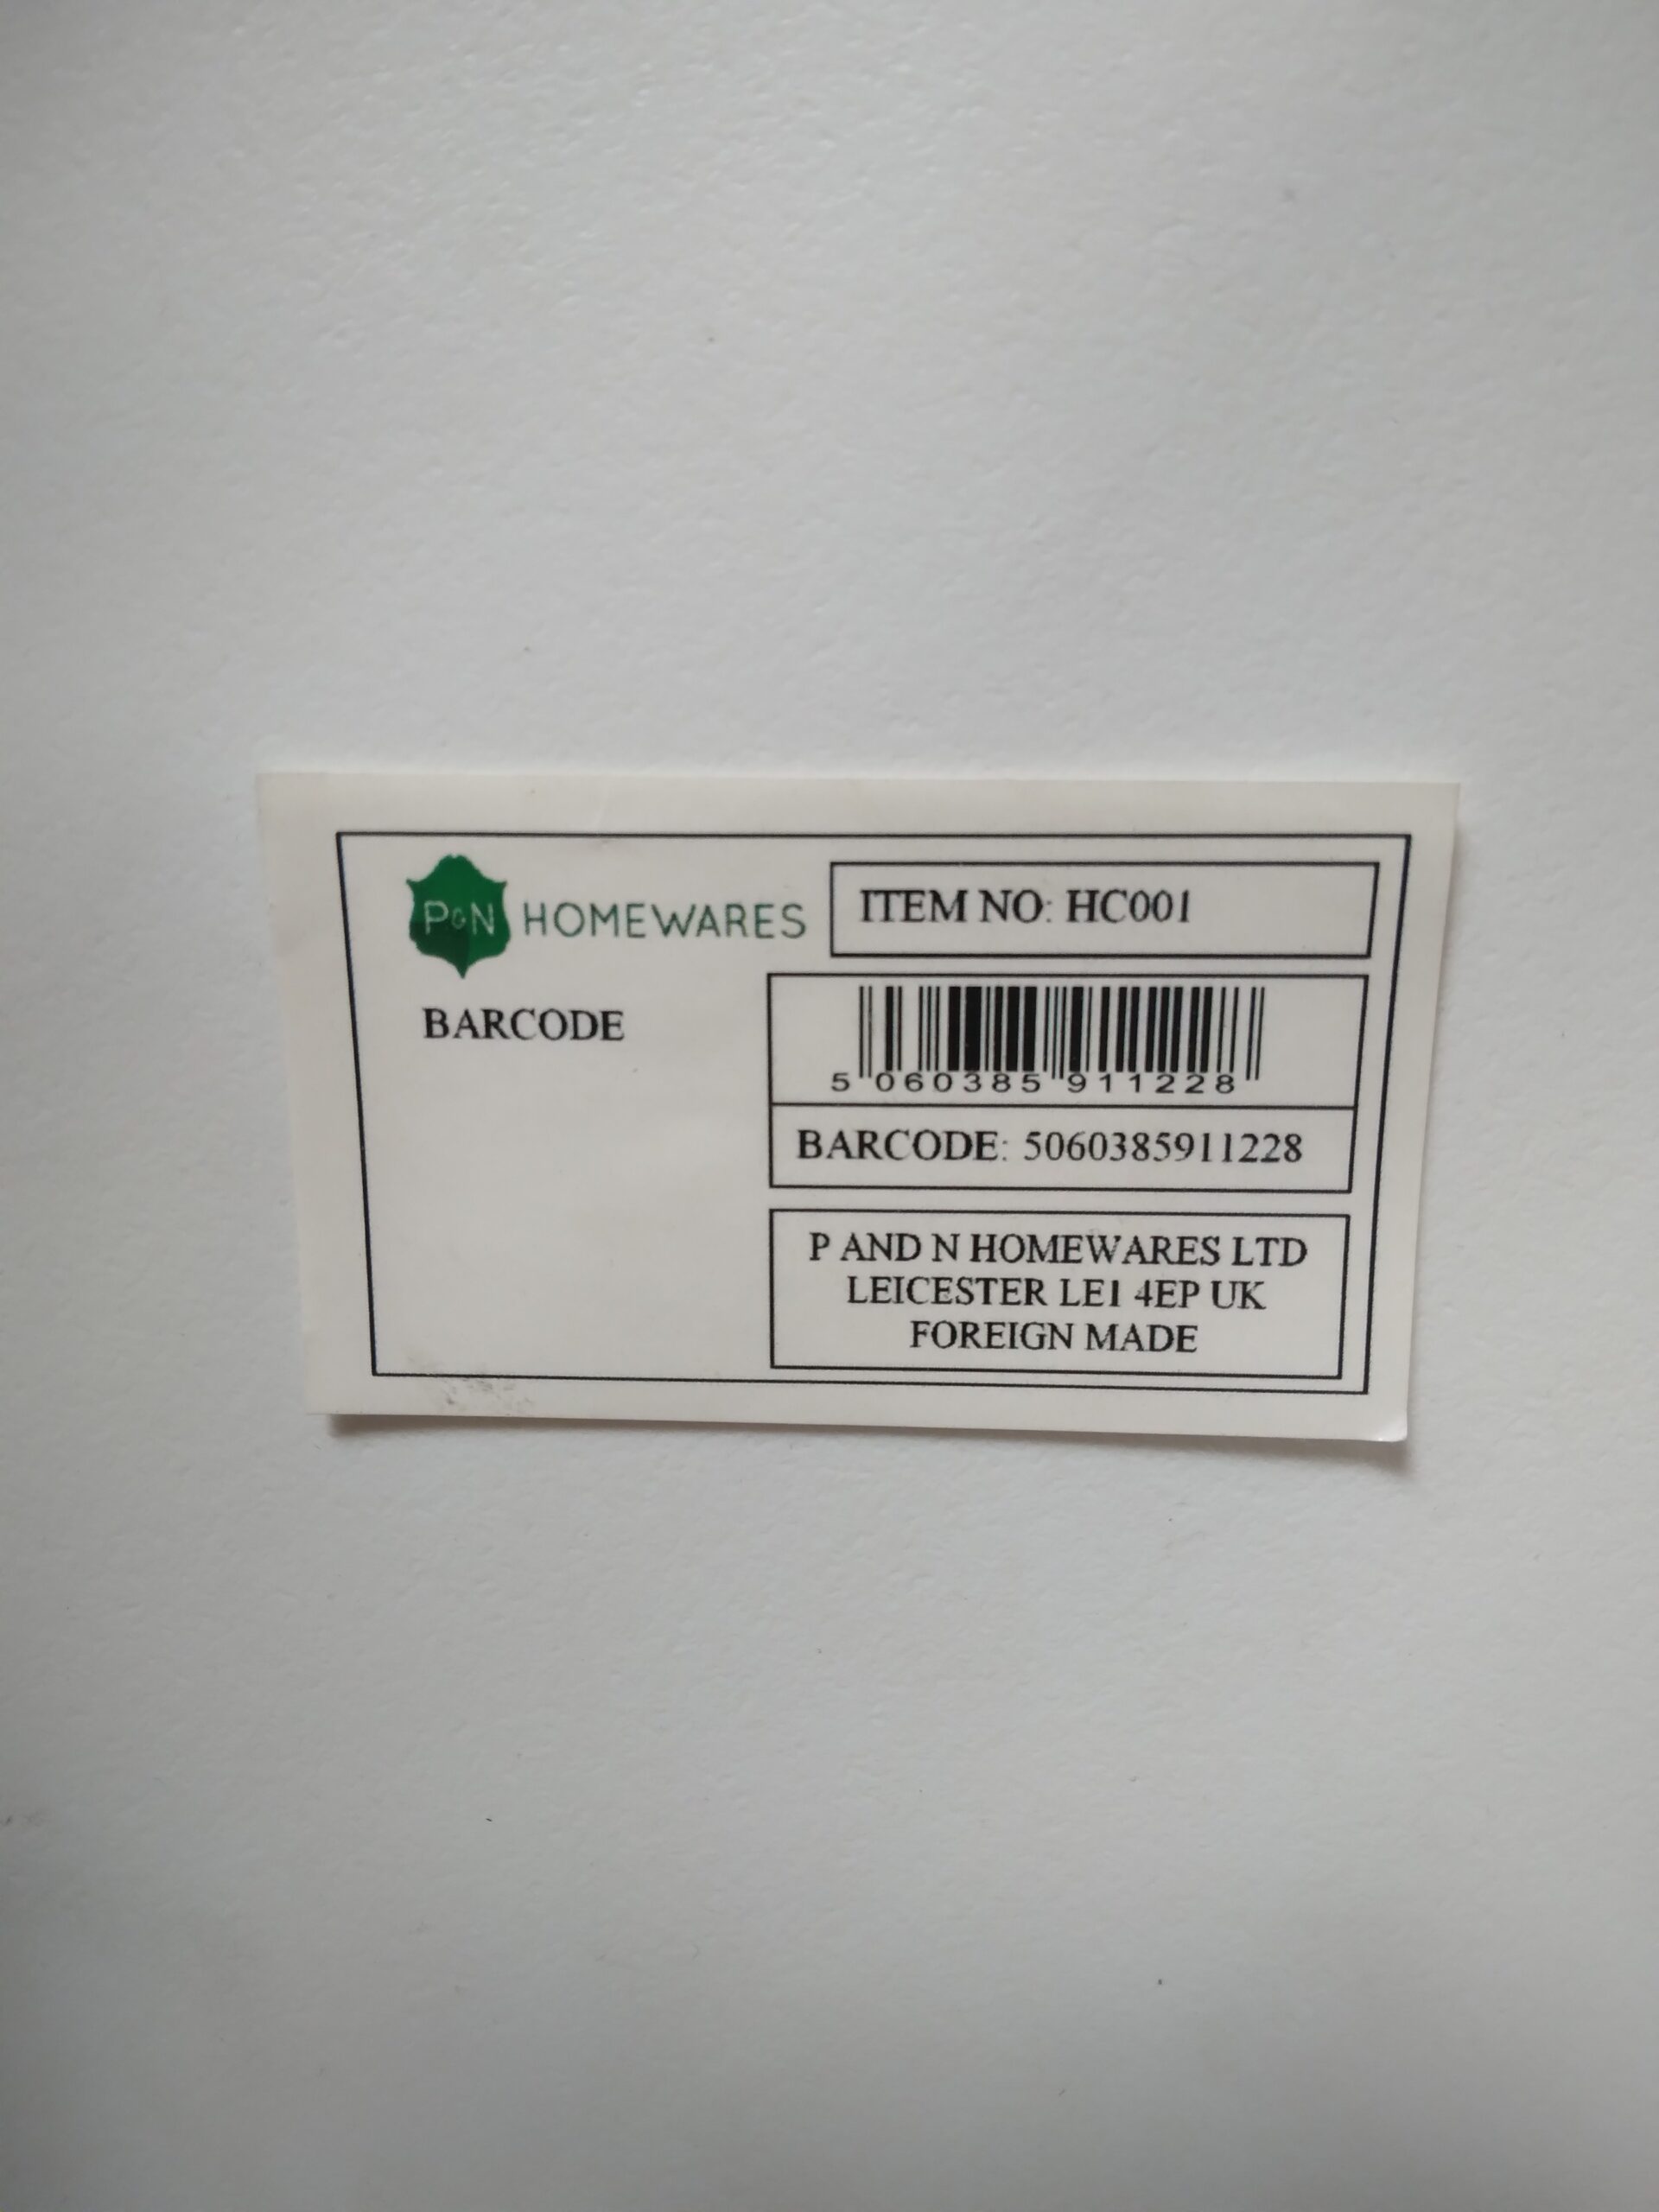 P&N HOMEWARES
ITEM NO: HC001
BARCODE
5 060385 911228
BARCODE: 5060385911228
P AND N HOMEWARES LTD
LEICESTER LE1 4EP UK
FOREIGN MADE